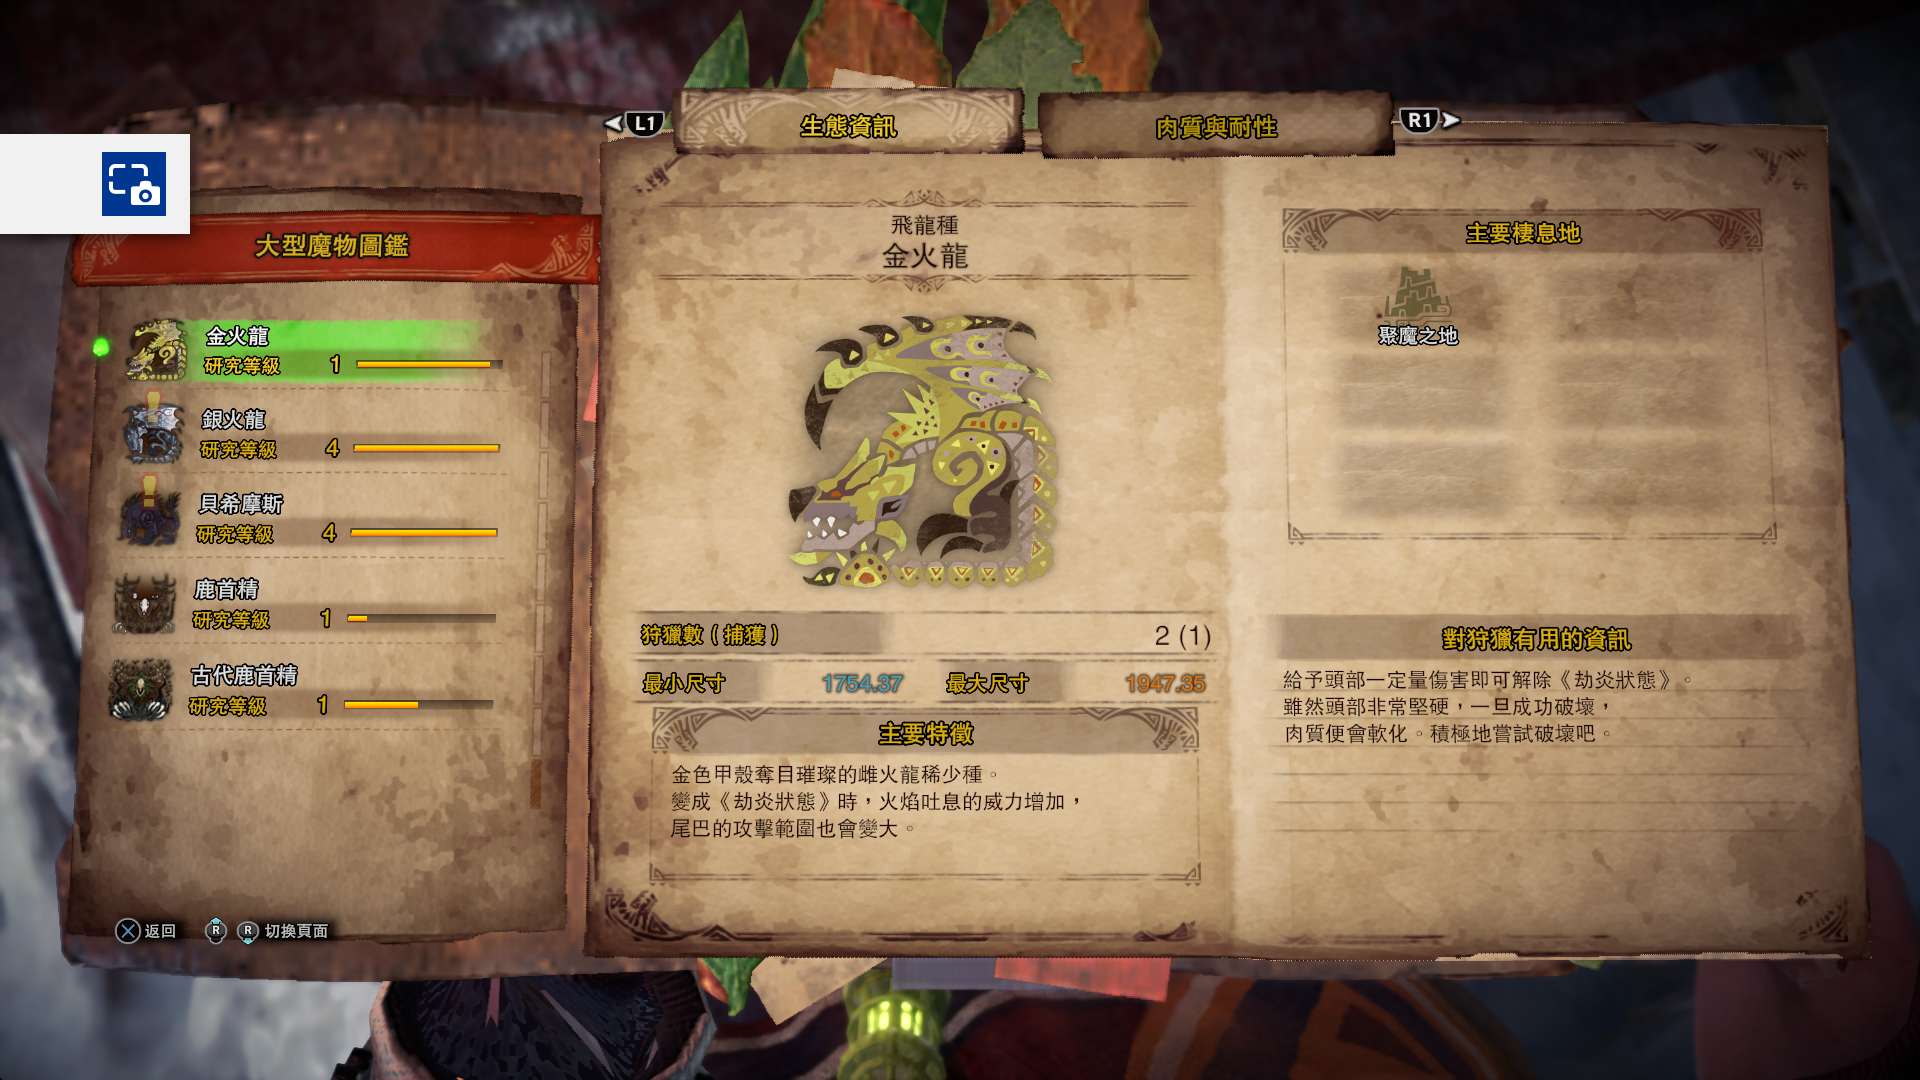 L1
生態資訊
肉質與耐性
R1
大型魔物圖鑑
金火龍
研究等級 1
銀火龍
研究等級 4
貝希摩斯
研究等級 4
鹿首精
研究等級 1
古代鹿首精
研究等級 1
返回
R
R
切換頁面
飛龍種
金火龍
狩獵數(捕獲) 2 (1)
最小尺寸 1754.37 最大尺寸 1947.35
主要特徵
金色甲殼奪目璀璨的雌火龍稀少種。
變成《劫炎狀態》時,火焰吐息的威力增加,
尾巴的攻擊範圍也會變大。
主要棲息地
聚魔之地
對狩獵有用的資訊
給予頭部一定量傷害即可解除《劫炎狀態》。
雖然頭部非常堅硬,一旦成功破壞,
肉質便會軟化。積極地嘗試破壞吧。